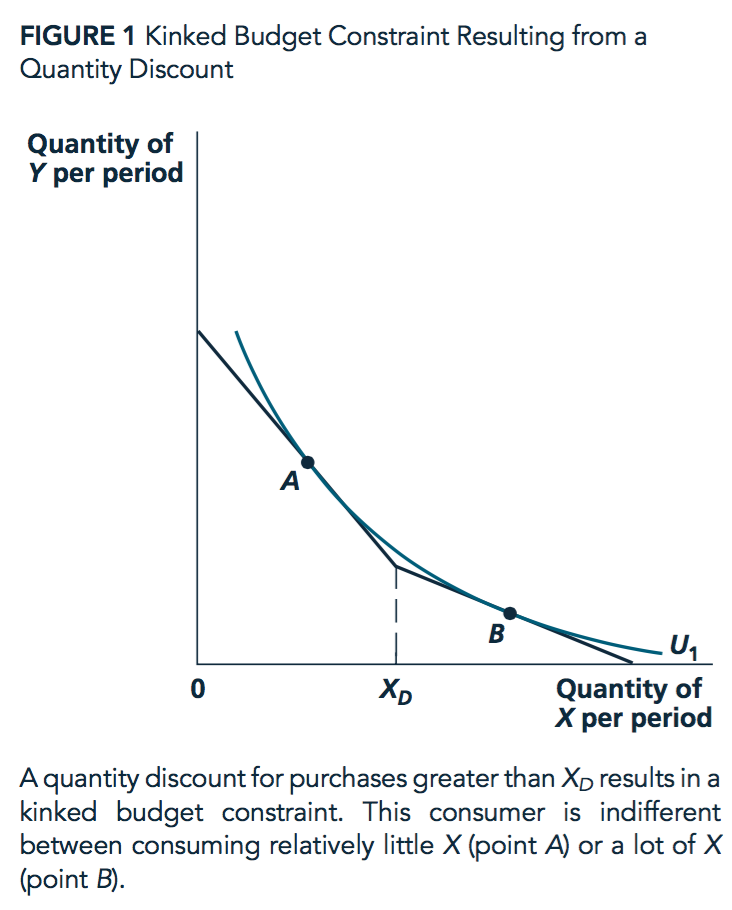 FIGURE 1 Kinked Budget Constraint Resulting from a
Quantity Discount
Quantity of
Y per period
A
B
U₁
0
X_D
Quantity of
X per period
A quantity discount for purchases greater than X_D results in a
kinked budget constraint. This consumer is indifferent
between consuming relatively little X (point A) or a lot of X
(point B).